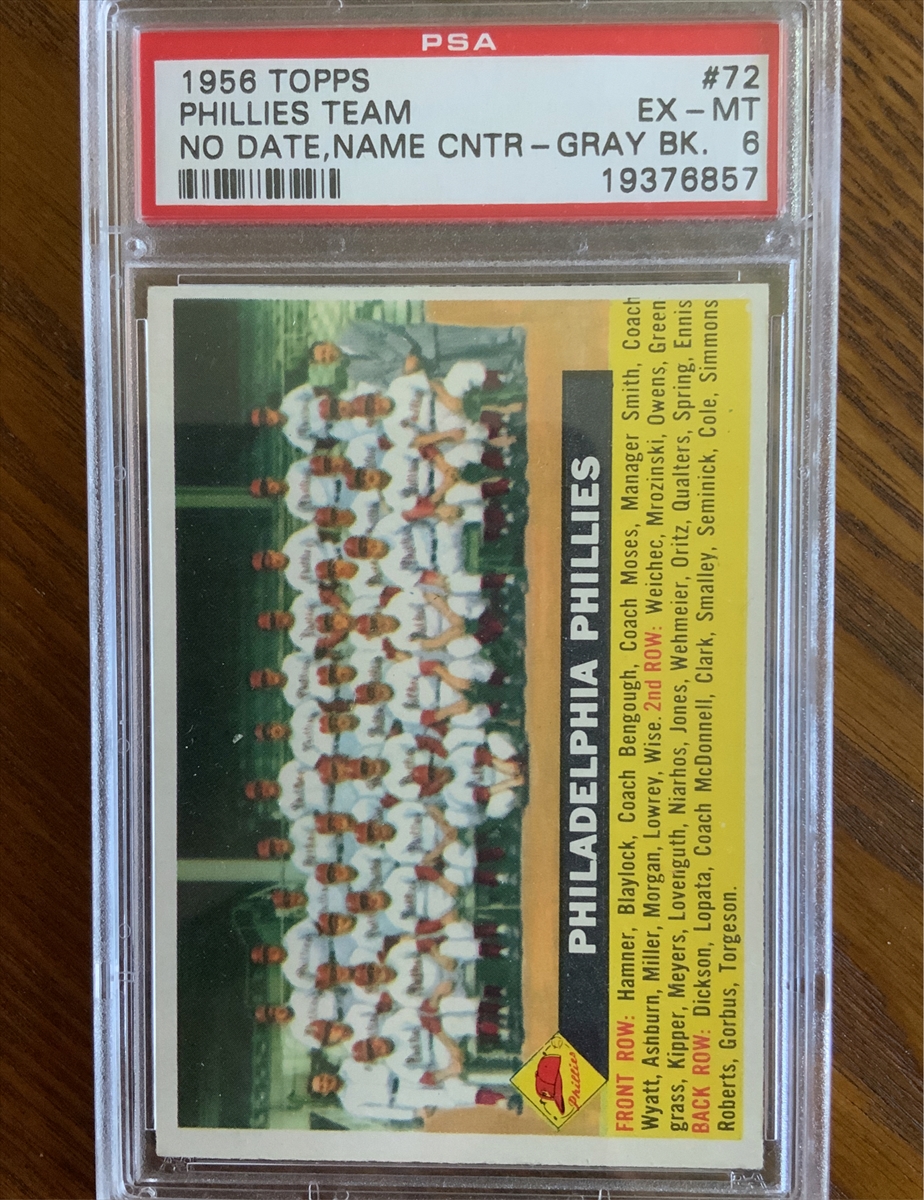 PSA
1956 TOPPS #72
PHILLIES TEAM EX - MT
NO DATE,NAME CNTR - GRAY BK. 6
19376857
PHILADELPHIA PHILLIES
Phillies
FRONT ROW: Hamner, Blaylock, Coach Bengough, Coach Moses, Manager Smith, Coach
Wyatt, Ashburn, Miller, Morgan, Lowrey, Wise. 2nd ROW: Weichec, Mrozinski, Owens, Green
grass, Kipper, Meyers, Lovenguth, Niarhos, Jones, Wehmeier, Oritz, Qualters, Spring, Ennis
BACK ROW: Dickson, Lopata, Coach McDonnell, Clark, Smalley, Seminick, Cole, Simmons
Roberts, Gorbus, Torgeson.